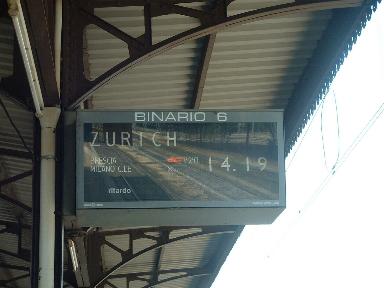 BINARIO 6
ZURICH
BRESCIA
MILANO C.LE
14.19
ritardo